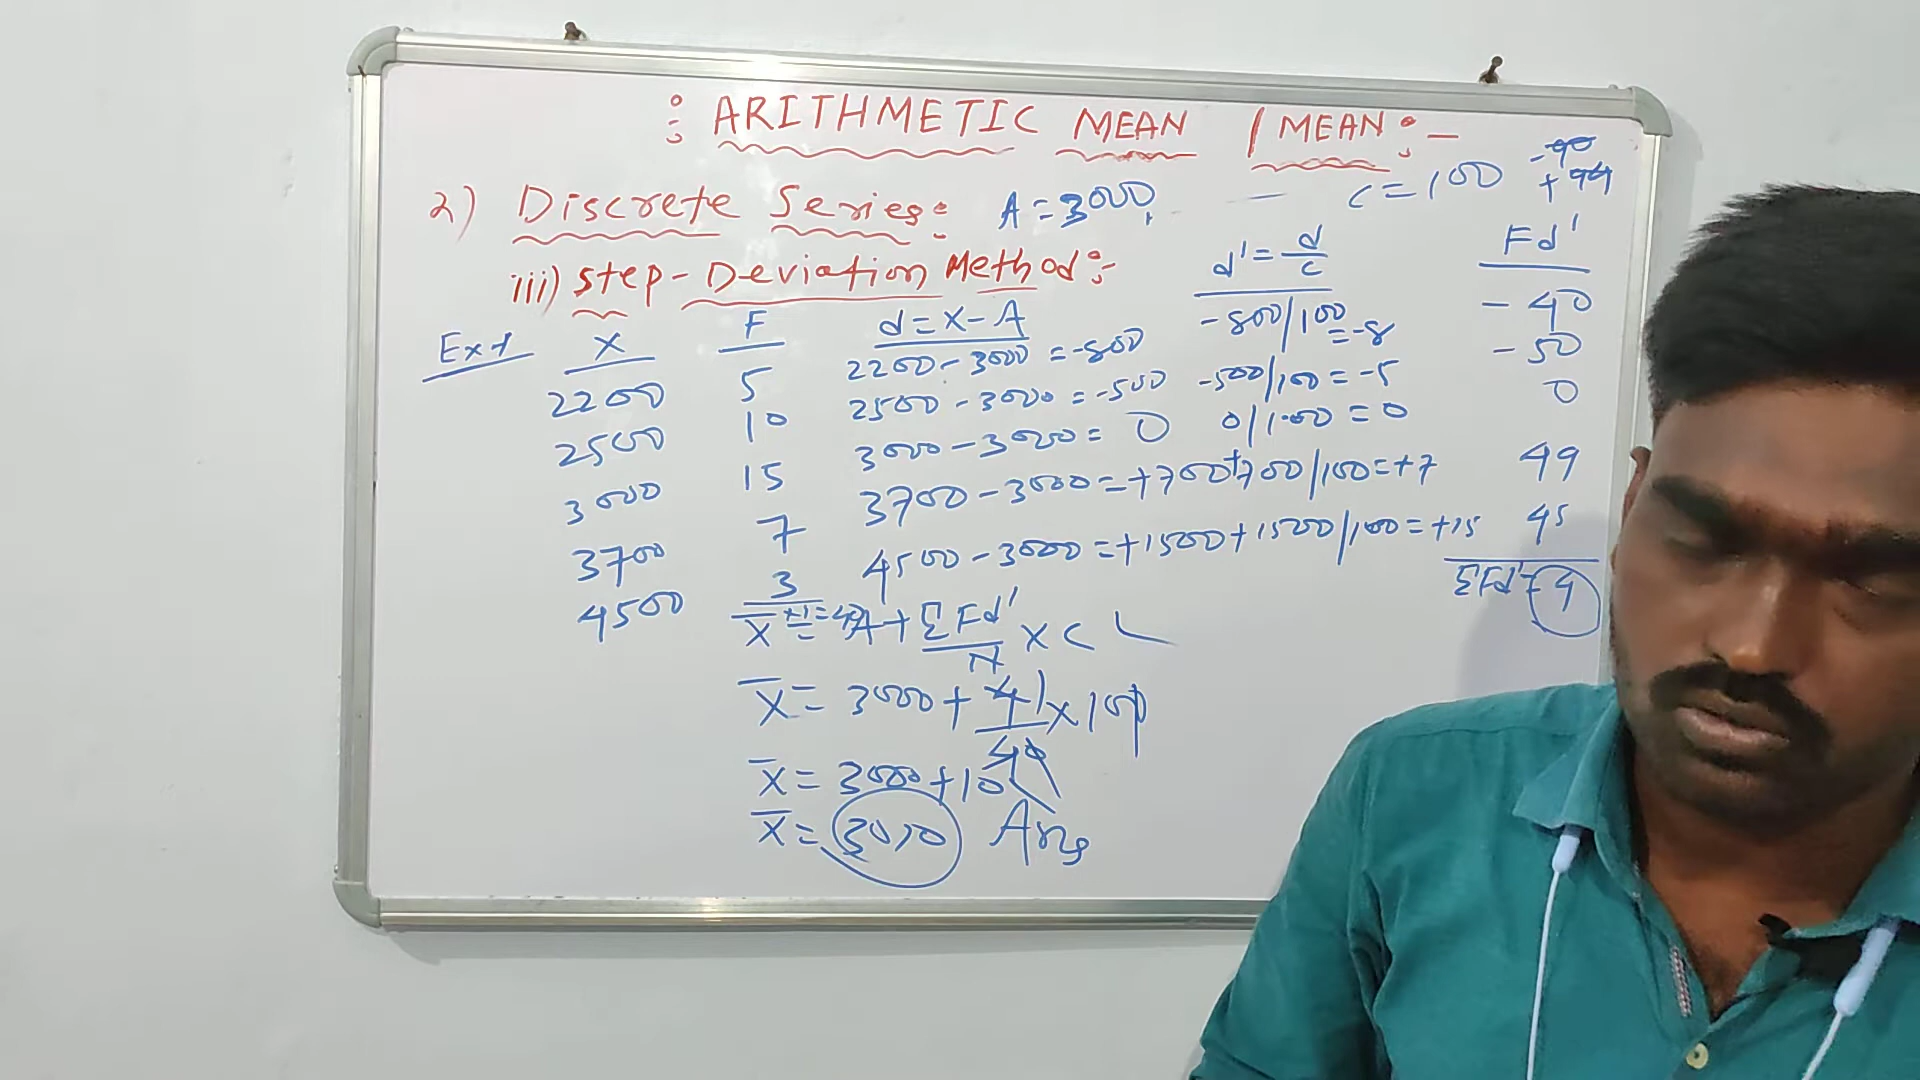 : ARITHMETIC MEAN / MEAN :-
2) Discrete Series: A = 3000, — C = 100 -90 +94
iii) Step-Deviation Method:-
Ex-1 X F d = X - A d' = d/c Fd'
2200 5 2200 - 3000 = -800 -800/100 = -8 - 40
2500 10 2500 - 3000 = -500 -500/100 = -5 - 50
3000 15 3000 - 3000 = 0 0/100 = 0 0
3700 7 3700 - 3000 = +700 +700/100 = +7 49
4500 3 4500 - 3000 = +1500 +1500/100 = +15 45
ΣFd' = 4
X̄ = A + ΣFd'/N × C
X̄ = 3000 + 4/40 × 100
X̄ = 3000 + 10
X̄ = 3010 Ans